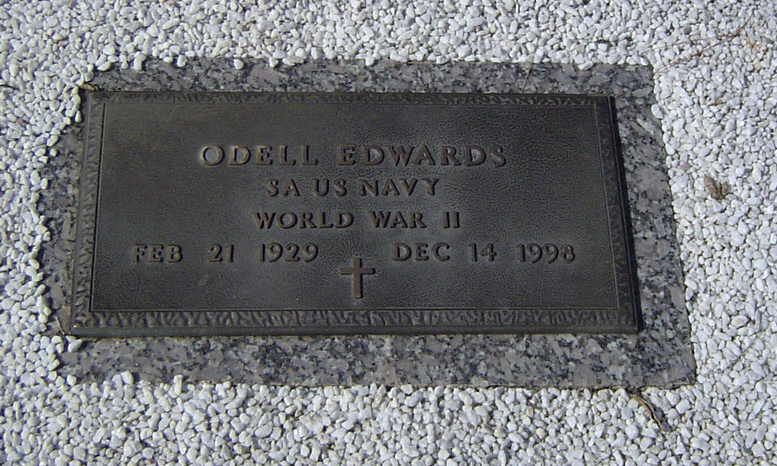 ODELL EDWARDS
SA US NAVY
WORLD WAR II
FEB 21 1929 DEC 14 1998